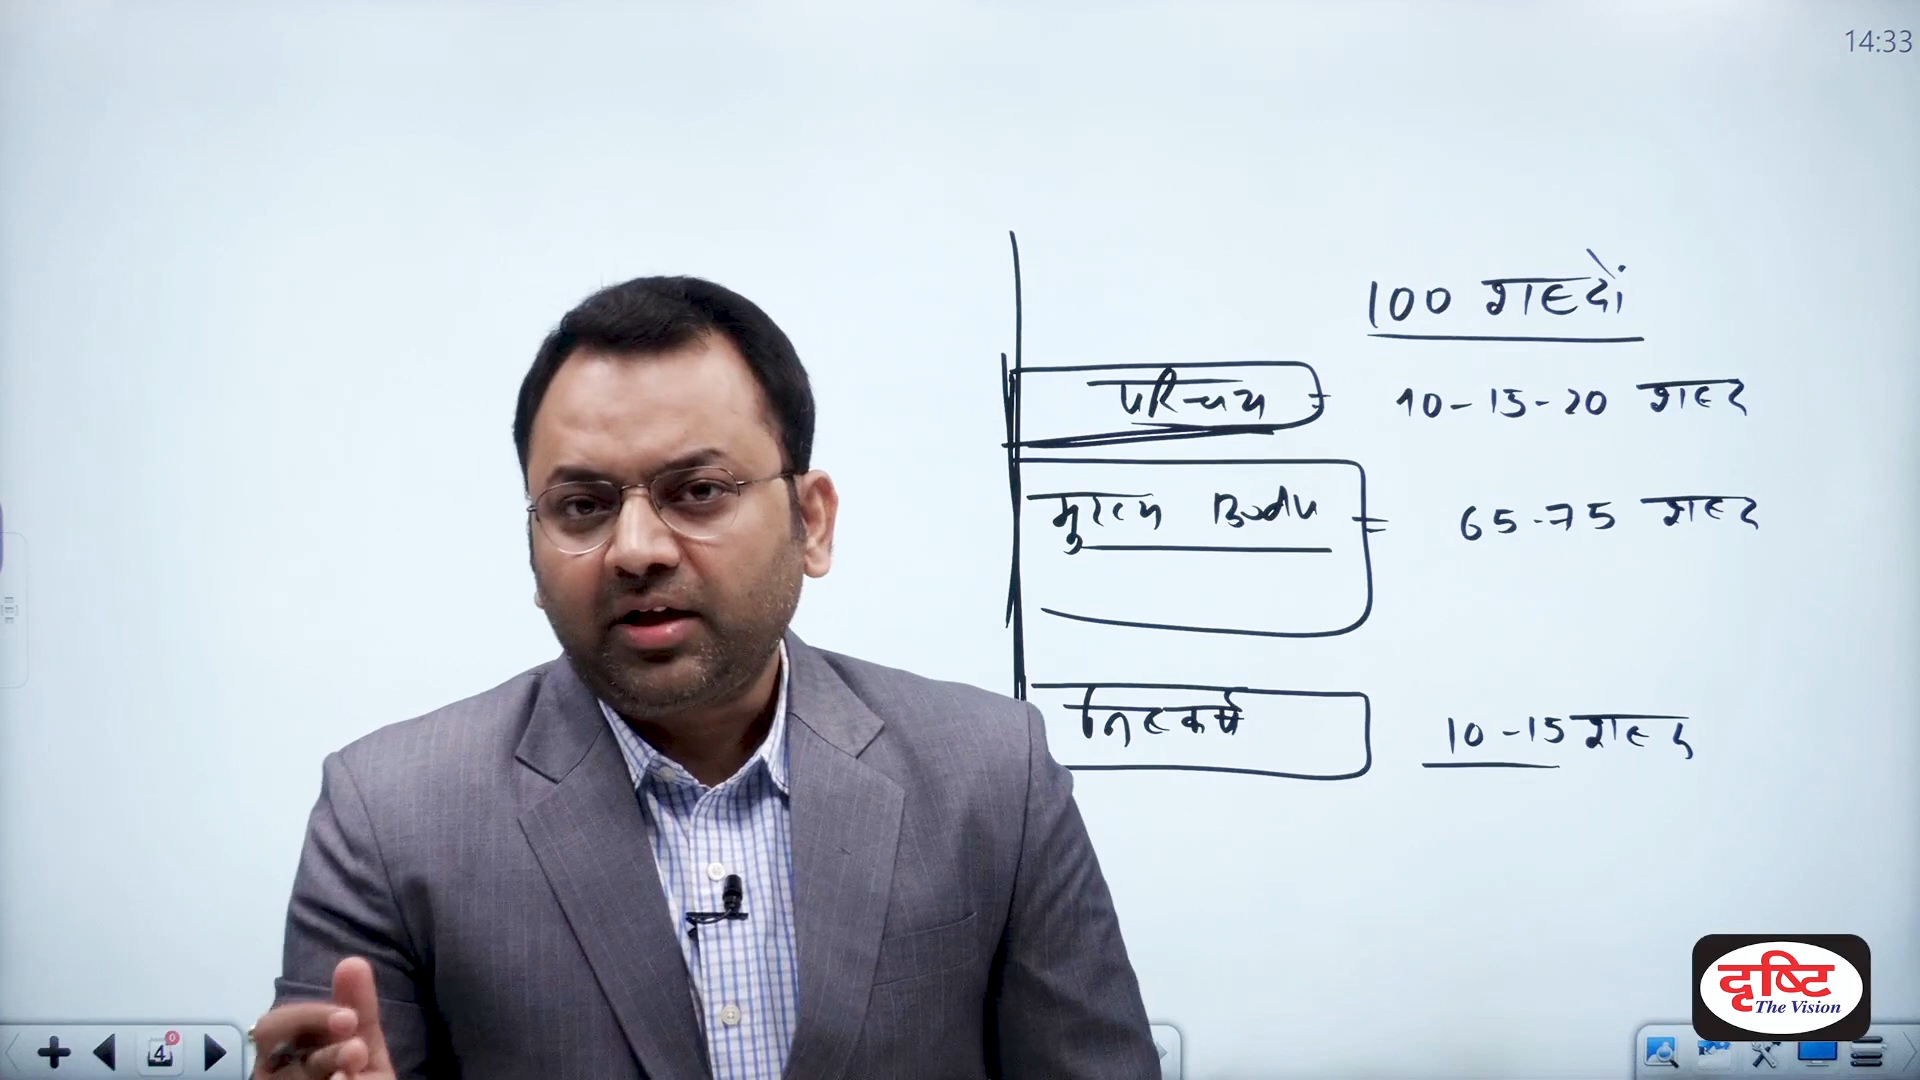 14:33
100 शब्दों
परिचय = 10-15-20 शब्द
मुख्य Body = 65-75 शब्द
निष्कर्ष 10-15 शब्द
दृष्टि
The Vision
4
0